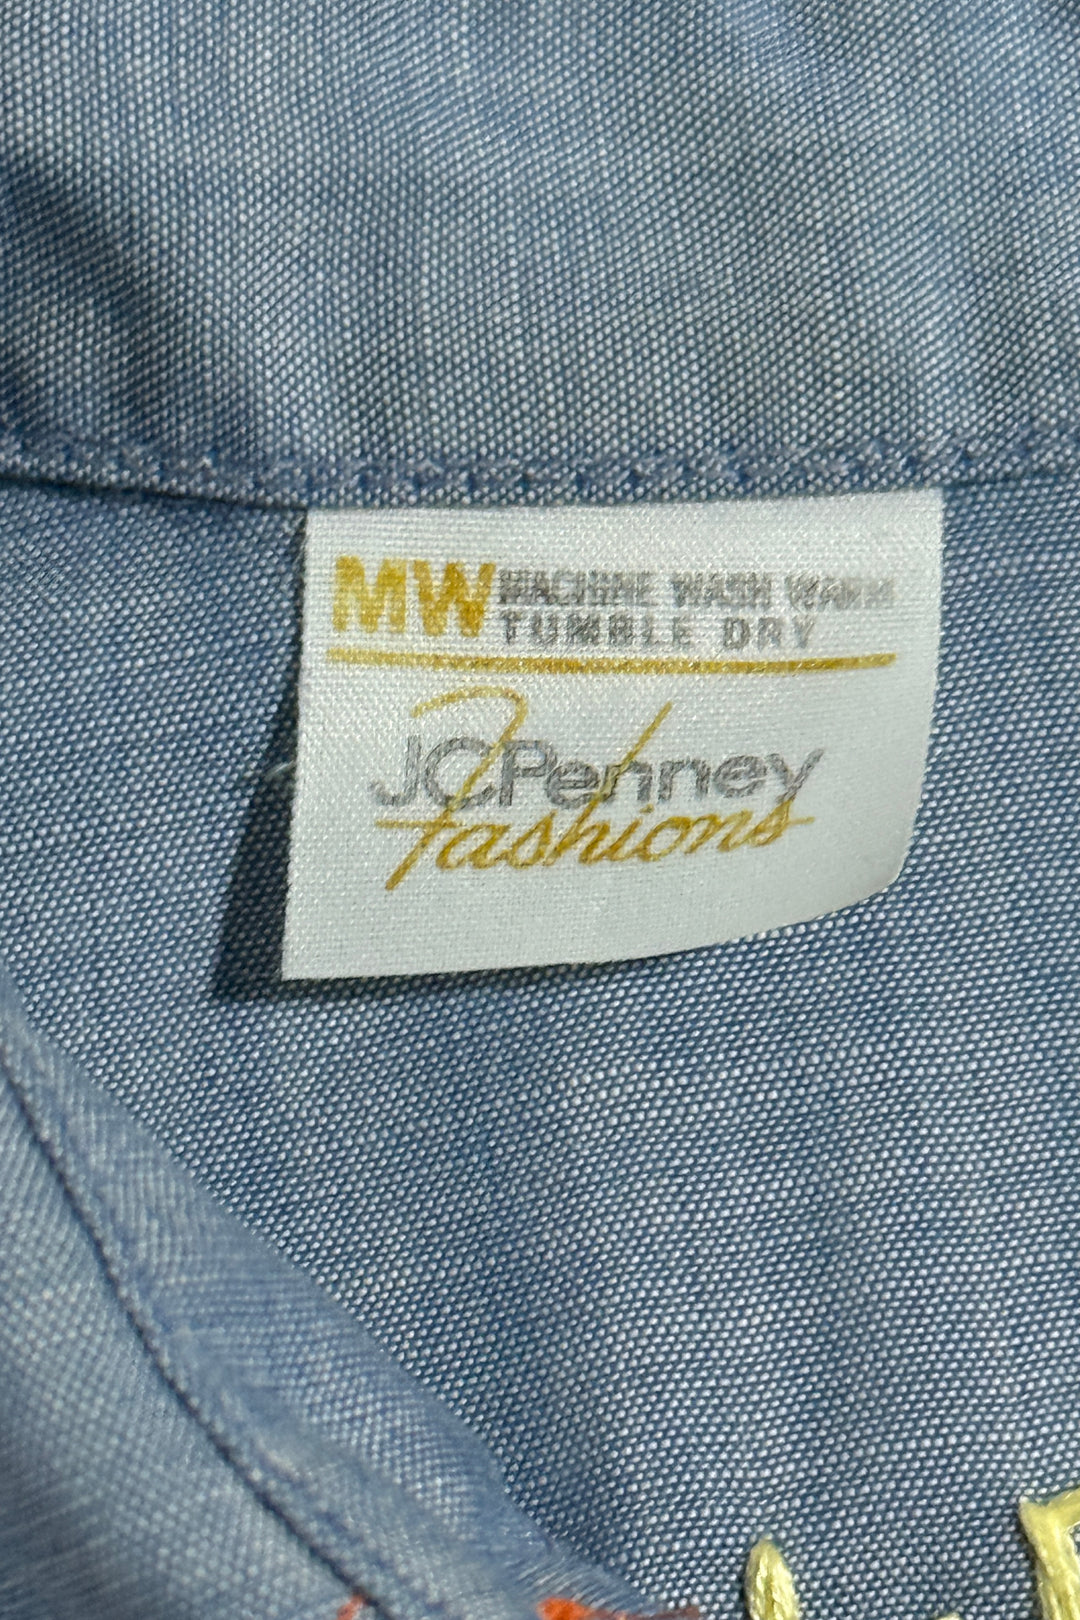 MW MACHINE WASH WARM
TUMBLE DRY
JCPenney
Fashions